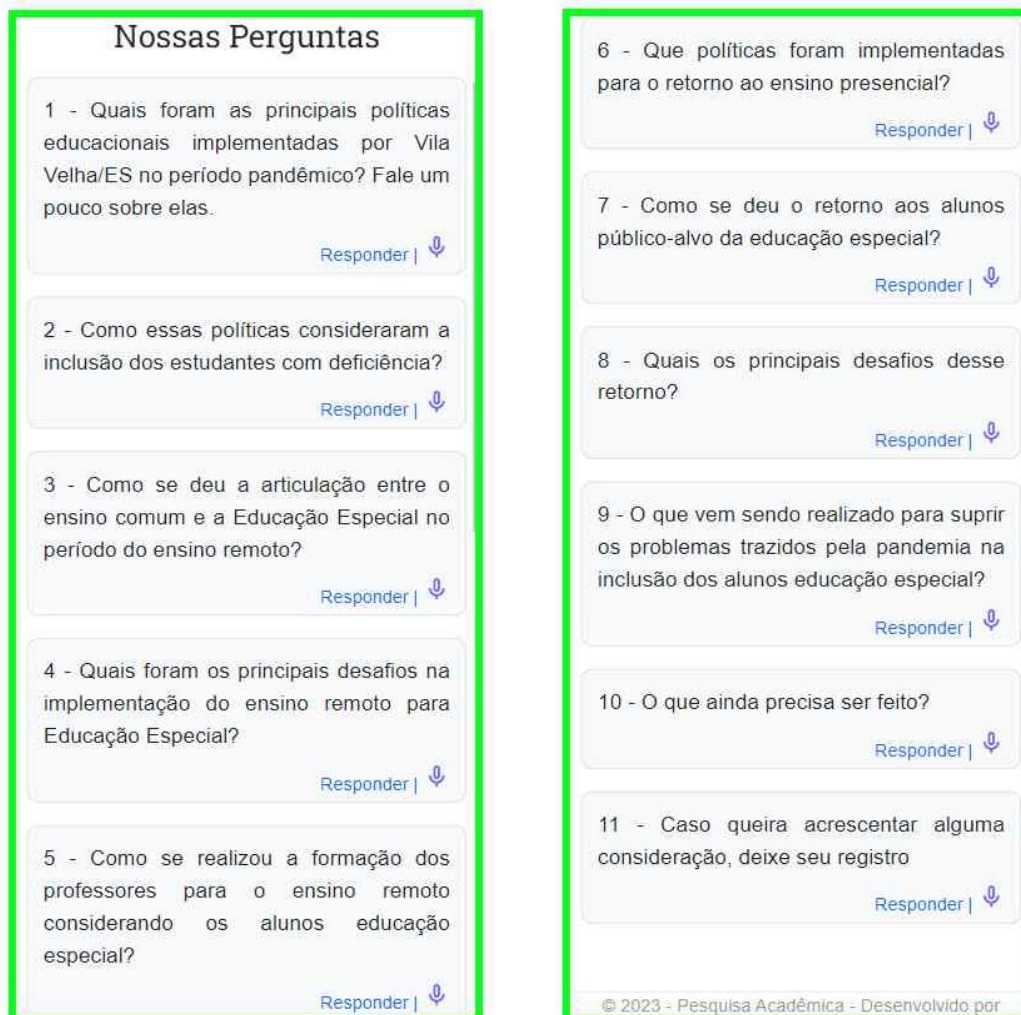 Nossas Perguntas
1 - Quais foram as principais políticas
educacionais implementadas por Vila
Velha/ES no período pandêmico? Fale um
pouco sobre elas.
Responder |
2 - Como essas políticas consideraram a
inclusão dos estudantes com deficiência?
Responder |
3 - Como se deu a articulação entre o
ensino comum e a Educação Especial no
período do ensino remoto?
Responder |
4 - Quais foram os principais desafios na
implementação do ensino remoto para
Educação Especial?
Responder |
5 - Como se realizou a formação dos
professores para o ensino remoto
considerando os alunos educação
especial?
Responder |
6 - Que políticas foram implementadas
para o retorno ao ensino presencial?
Responder |
7 - Como se deu o retorno aos alunos
público-alvo da educação especial?
Responder |
8 - Quais os principais desafios desse
retorno?
Responder |
9 - O que vem sendo realizado para suprir
os problemas trazidos pela pandemia na
inclusão dos alunos educação especial?
Responder |
10 - O que ainda precisa ser feito?
Responder |
11 - Caso queira acrescentar alguma
consideração, deixe seu registro
Responder |
© 2023 - Pesquisa Acadêmica - Desenvolvido por